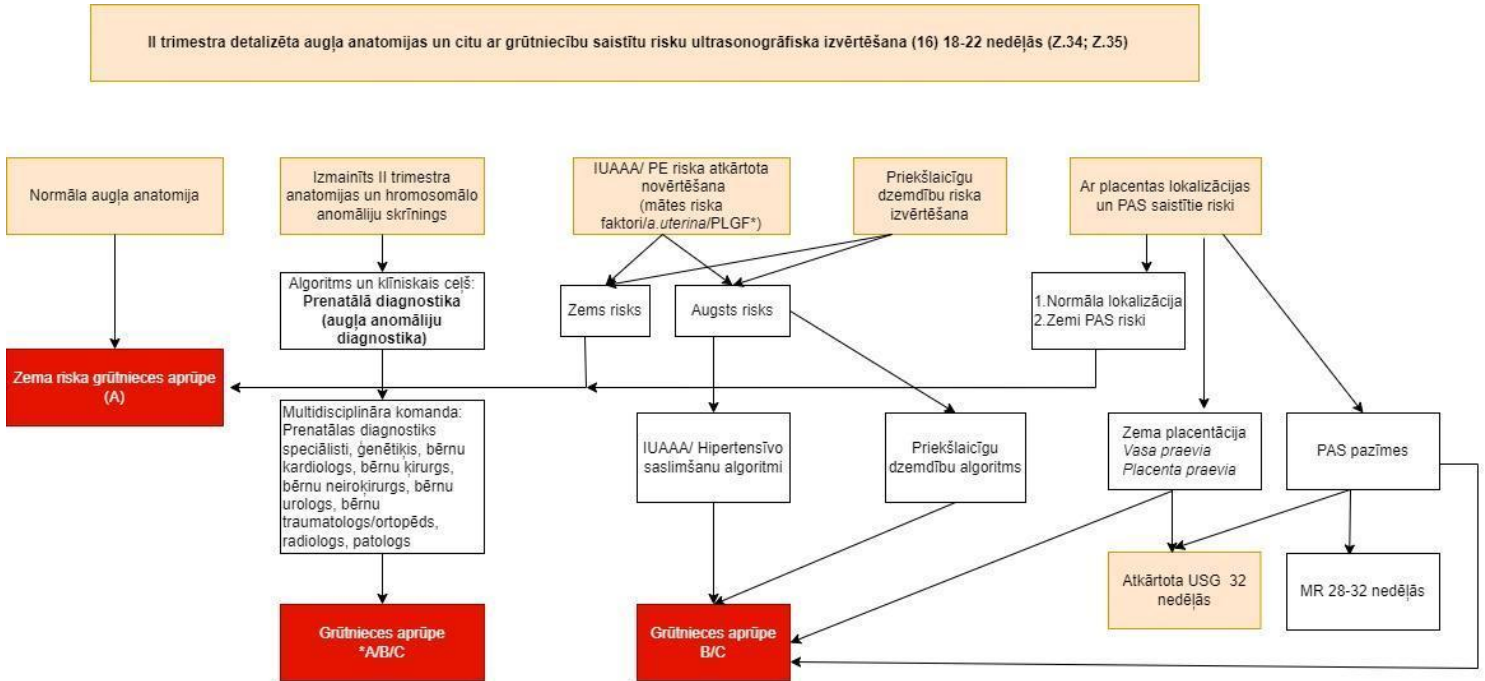 II trimestra detalizēta augļa anatomijas un citu ar grūtniecību saistītu risku ultrasonogrāfiska izvērtēšana (16) 18-22 nedēļās (Z.34; Z.35)
Normāla augļa anatomija
Izmainīts II trimestra
anatomijas un hromosomālo
anomāliju skrīnings
IUAAA/ PE riska atkārtota
novērtēšana
(mātes riska
faktori/a.uterina/PLGF*)
Priekšlaicīgu
dzemdību riska
izvērtēšana
Ar placentas lokalizācijas
un PAS saistītie riski
Algoritms un klīniskais ceļš:
Prenatālā diagnostika
(augļa anomāliju
diagnostika)
Zems risks
Augsts risks
1.Normāla lokalizācija
2.Zemi PAS riski
Zema riska grūtnieces aprūpe
(A)
Multidisciplināra komanda:
Prenatālas diagnostiks
speciālisti, ģenētiķis, bērnu
kardiologs, bērnu ķirurgs,
bērnu neiroķirurgs, bērnu
urologs, bērnu
traumatologs/ortopēds,
radiologs, patologs
IUAAA/ Hipertensīvo
saslimšanu algoritmi
Priekšlaicīgu
dzemdību algoritms
Zema placentācija
Vasa praevia
Placenta praevia
PAS pazīmes
Atkārtota USG 32
nedēļās
MR 28-32 nedēļās
Grūtnieces aprūpe
*A/B/C
Grūtnieces aprūpe
B/C